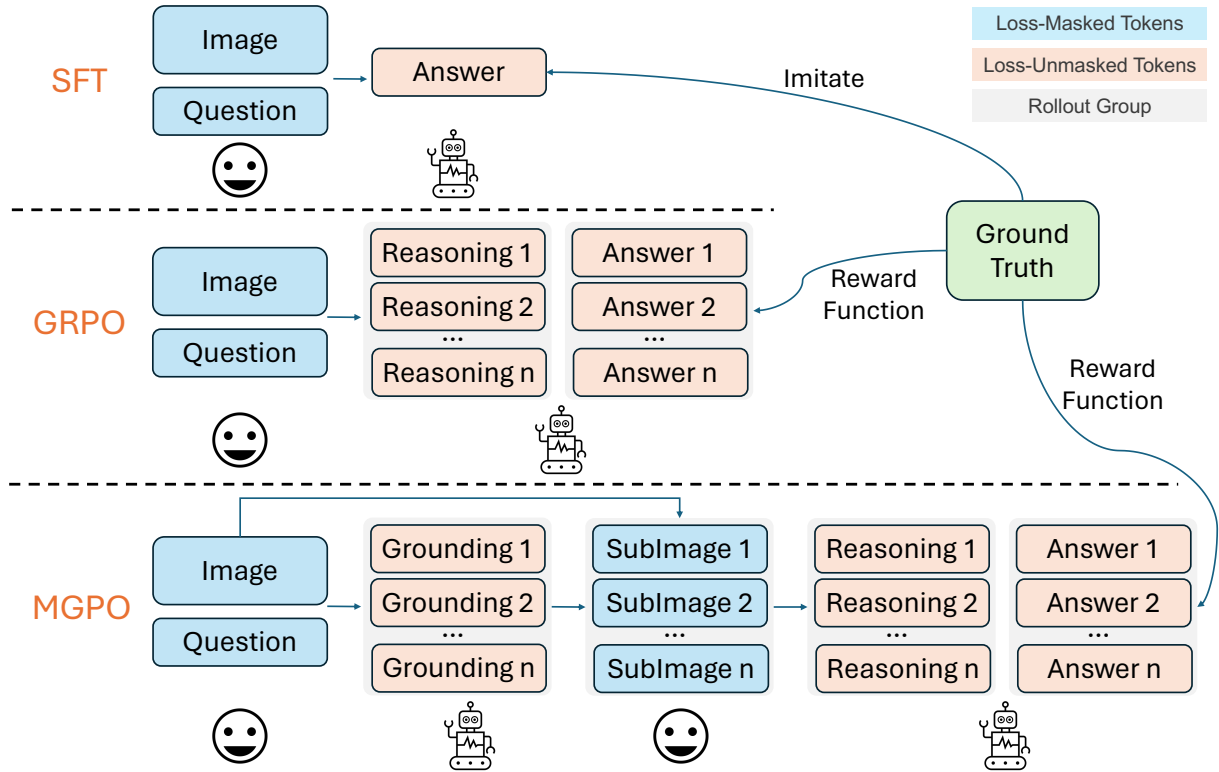 Loss-Masked Tokens
Loss-Unmasked Tokens
Rollout Group
SFT
Image
Question
Answer
Imitate
Ground
Truth
GRPO
Image
Question
Reasoning 1
Reasoning 2
...
Reasoning n
Answer 1
Answer 2
...
Answer n
Reward
Function
Reward
Function
MGPO
Image
Question
Grounding 1
Grounding 2
...
Grounding n
SubImage 1
SubImage 2
...
SubImage n
Reasoning 1
Reasoning 2
...
Reasoning n
Answer 1
Answer 2
...
Answer n